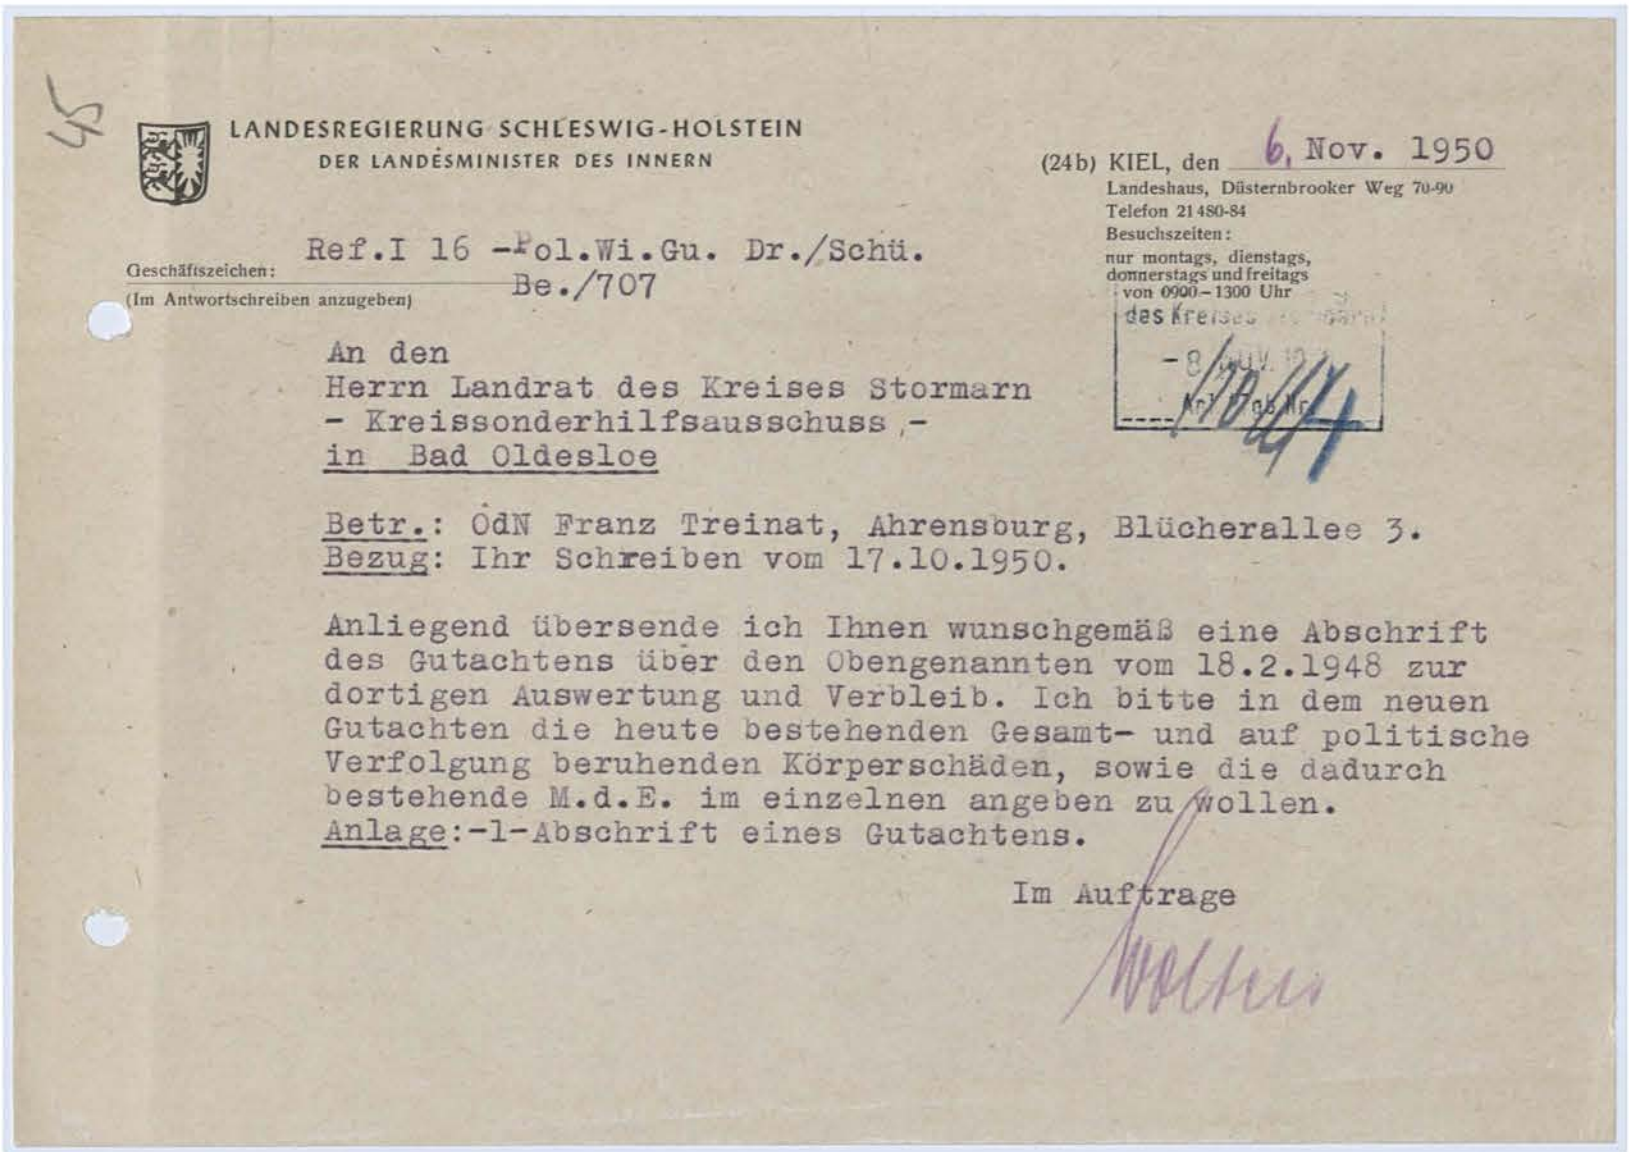 45
LANDESREGIERUNG SCHLESWIG-HOLSTEIN
DER LANDESMINISTER DES INNERN
(24b) KIEL, den 6. Nov. 1950
Landeshaus, Düsternbrooker Weg 70-90
Telefon 21480-84
Besuchszeiten:
nur montags, dienstags,
donnerstags und freitags
von 0900-1300 Uhr
Ref.I 16 -Pol.Wi.Gu. Dr./Schü.
Geschäftszeichen:
Be./707
(Im Antwortschreiben anzugeben)
des Kreises
- 8. NOV.
An den
Herrn Landrat des Kreises Stormarn
- Kreissonderhilfsausschuss,-
in Bad Oldesloe
Betr.: OdN Franz Treinat, Ahrensburg, Blücherallee 3.
Bezug: Ihr Schreiben vom 17.10.1950.
Anliegend übersende ich Ihnen wunschgemäß eine Abschrift
des Gutachtens über den Obengenannten vom 18.2.1948 zur
dortigen Auswertung und Verbleib. Ich bitte in dem neuen
Gutachten die heute bestehenden Gesamt- und auf politische
Verfolgung beruhenden Körperschäden, sowie die dadurch
bestehende M.d.E. im einzelnen angeben zu wollen.
Anlage:-1-Abschrift eines Gutachtens.
Im Auftrage